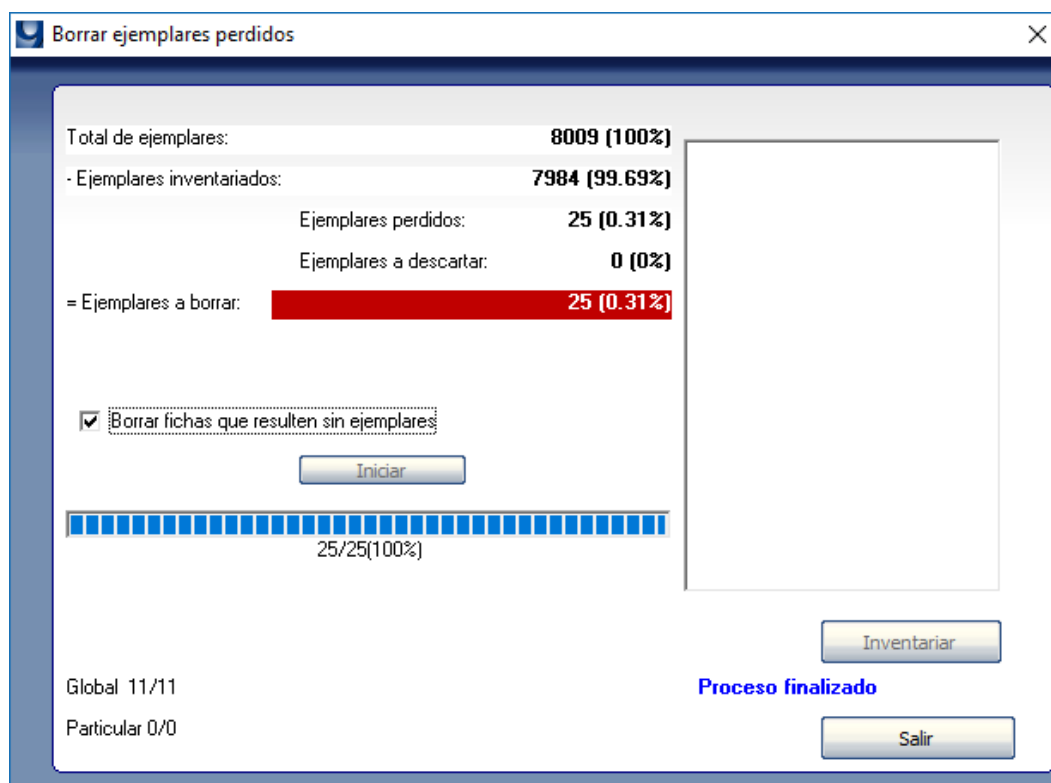 Borrar ejemplares perdidos
Total de ejemplares: 8009 (100%)
- Ejemplares inventariados: 7984 (99.69%)
Ejemplares perdidos: 25 (0.31%)
Ejemplares a descartar: 0 (0%)
= Ejemplares a borrar: 25 (0.31%)
Borrar fichas que resulten sin ejemplares
Iniciar
25/25(100%)
Inventariar
Global 11/11 Proceso finalizado
Particular 0/0 Salir